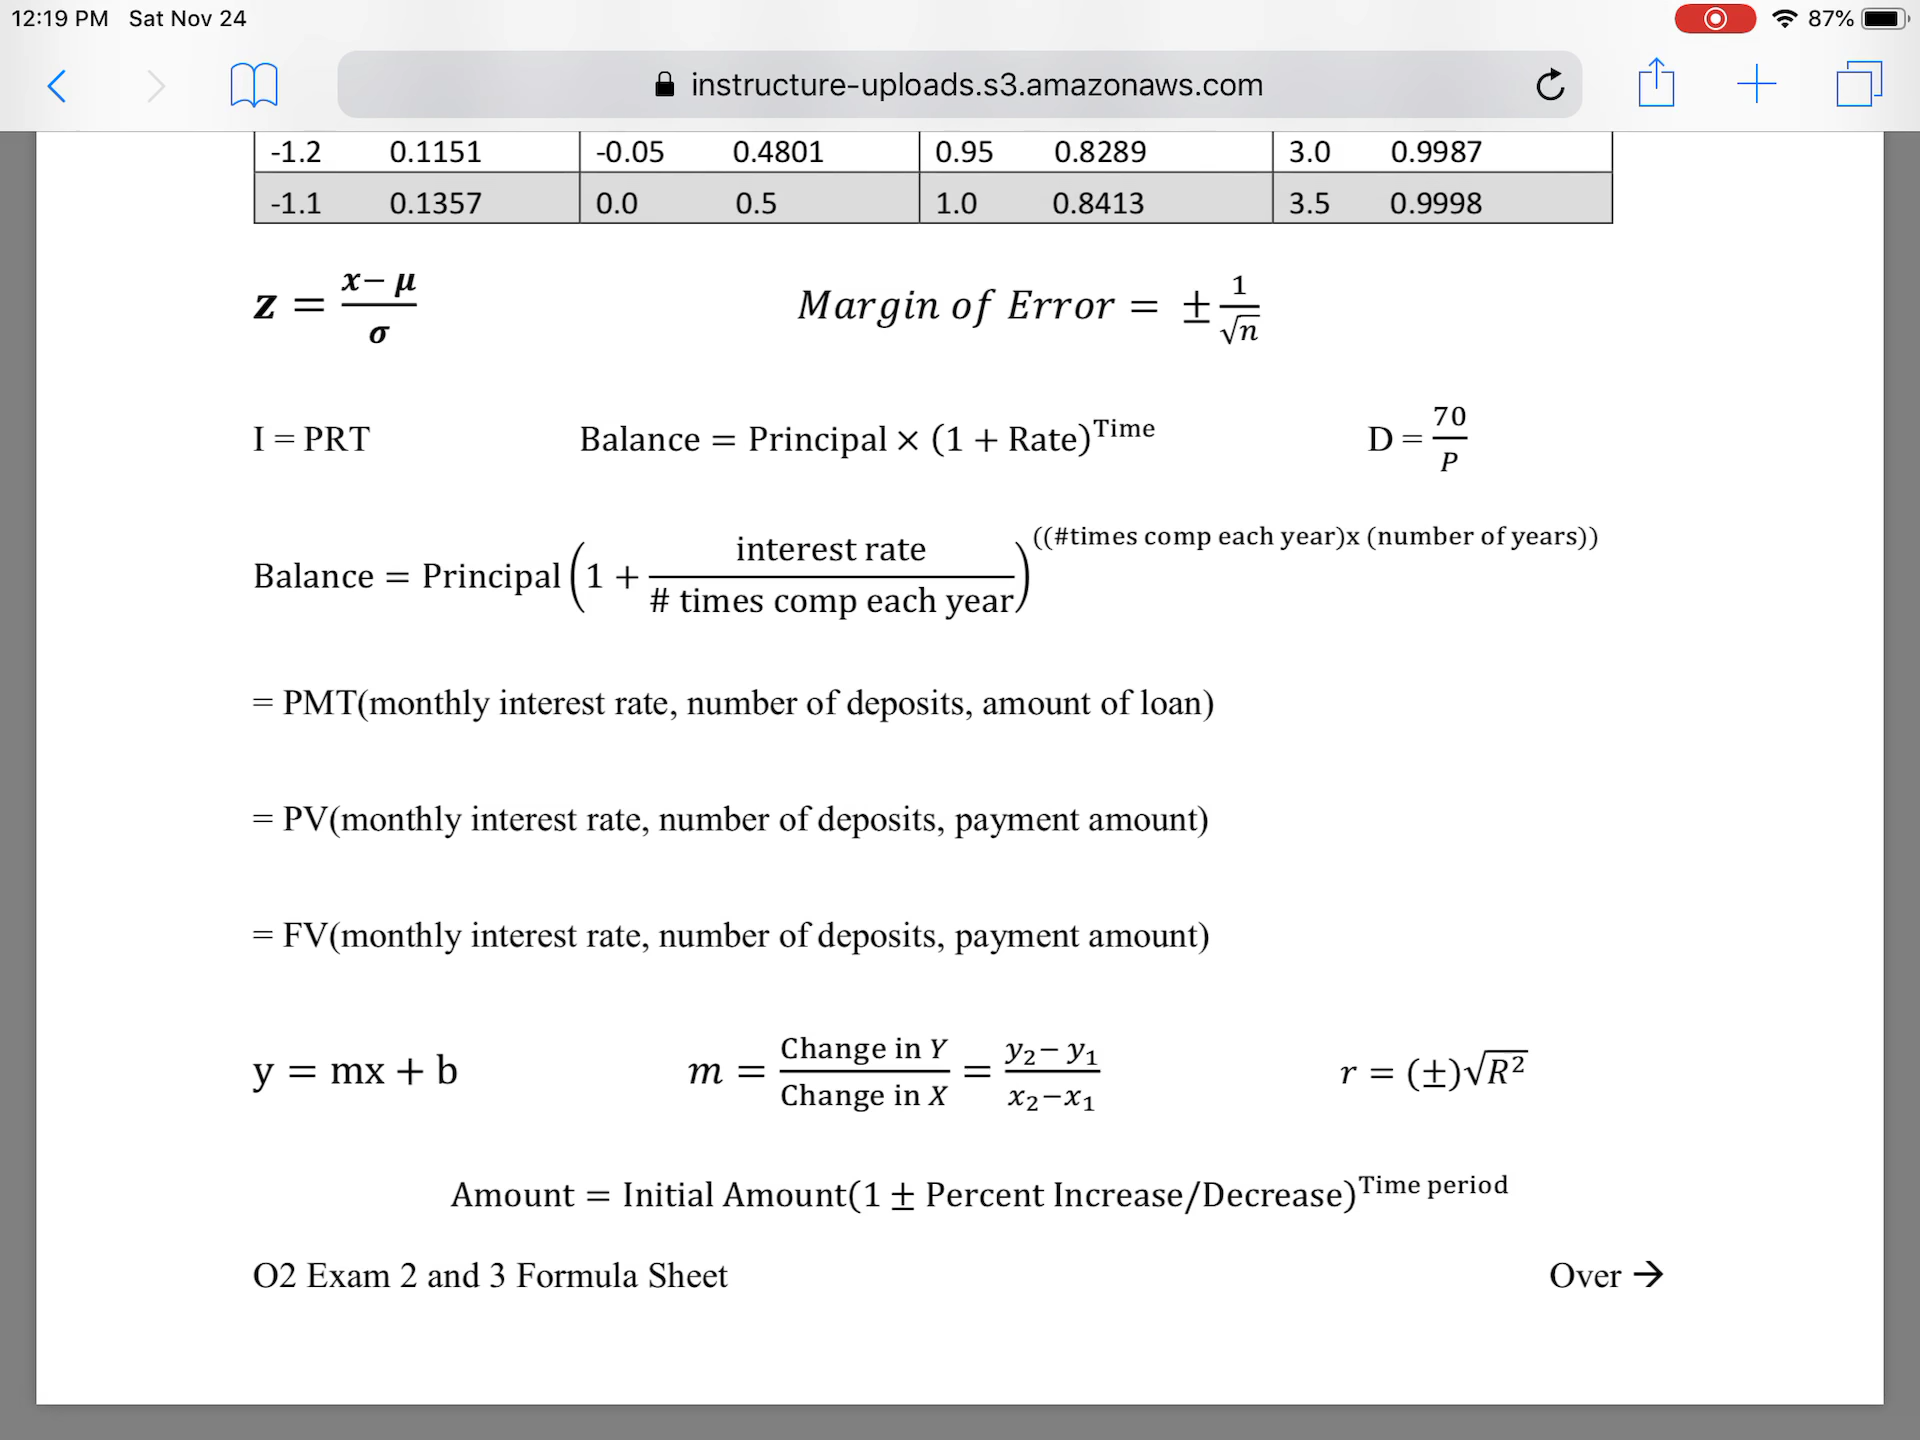 12:19 PM Sat Nov 24 87%
instructure-uploads.s3.amazonaws.com
-1.2 0.1151 -0.05 0.4801 0.95 0.8289 3.0 0.9987
-1.1 0.1357 0.0 0.5 1.0 0.8413 3.5 0.9998
z = (x − μ)/σ Margin of Error = ± 1/√n
I = PRT Balance = Principal × (1 + Rate)^Time D = 70/P
Balance = Principal (1 + interest rate/# times comp each year)^((#times comp each year)x (number of years))
= PMT(monthly interest rate, number of deposits, amount of loan)
= PV(monthly interest rate, number of deposits, payment amount)
= FV(monthly interest rate, number of deposits, payment amount)
y = mx + b m = Change in Y/Change in X = (y₂ − y₁)/(x₂ − x₁) r = (±)√R²
Amount = Initial Amount(1 ± Percent Increase/Decrease)^Time period
O2 Exam 2 and 3 Formula Sheet Over →